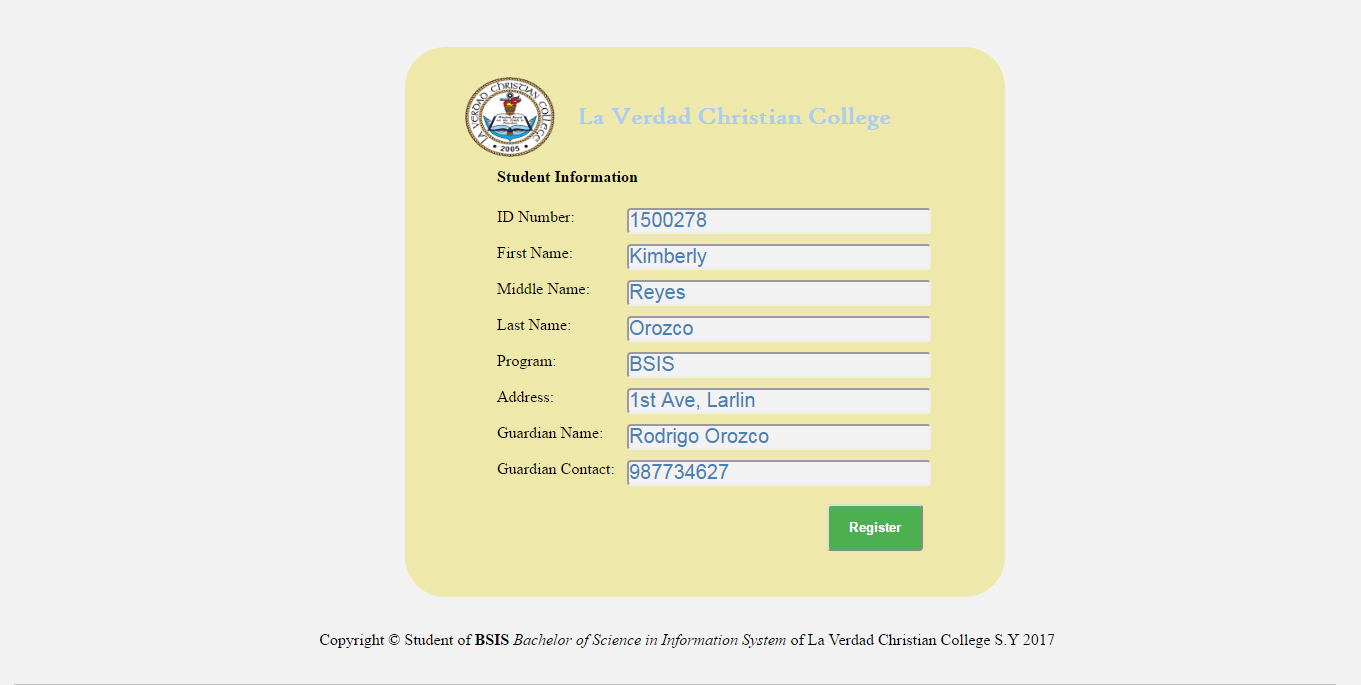 LA VERDAD CHRISTIAN COLLEGE
• 2005 •
La Verdad Christian College
Student Information
ID Number: 1500278
First Name: Kimberly
Middle Name: Reyes
Last Name: Orozco
Program: BSIS
Address: 1st Ave, Larlin
Guardian Name: Rodrigo Orozco
Guardian Contact: 987734627
Register
Copyright © Student of BSIS Bachelor of Science in Information System of La Verdad Christian College S.Y 2017